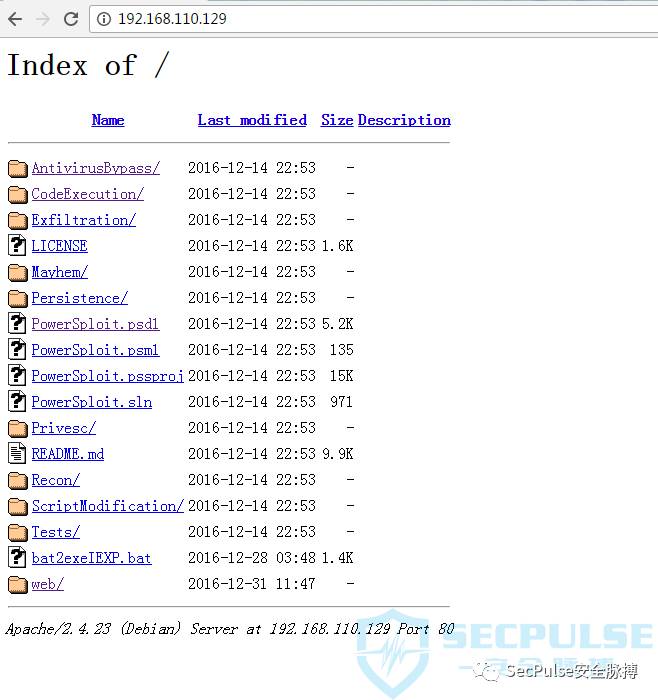 192.168.110.129
Index of /
Name Last modified Size Description
AntivirusBypass/ 2016-12-14 22:53 -
CodeExecution/ 2016-12-14 22:53 -
Exfiltration/ 2016-12-14 22:53 -
LICENSE 2016-12-14 22:53 1.6K
Mayhem/ 2016-12-14 22:53 -
Persistence/ 2016-12-14 22:53 -
PowerSploit.psd1 2016-12-14 22:53 5.2K
PowerSploit.psm1 2016-12-14 22:53 135
PowerSploit.pssproj 2016-12-14 22:53 15K
PowerSploit.sln 2016-12-14 22:53 971
Privesc/ 2016-12-14 22:53 -
README.md 2016-12-14 22:53 9.9K
Recon/ 2016-12-14 22:53 -
ScriptModification/ 2016-12-14 22:53 -
Tests/ 2016-12-14 22:53 -
bat2exeIEXP.bat 2016-12-28 03:48 1.4K
web/ 2016-12-31 11:47 -
Apache/2.4.23 (Debian) Server at 192.168.110.129 Port 80
SECPULSE
SecPulse安全脉搏